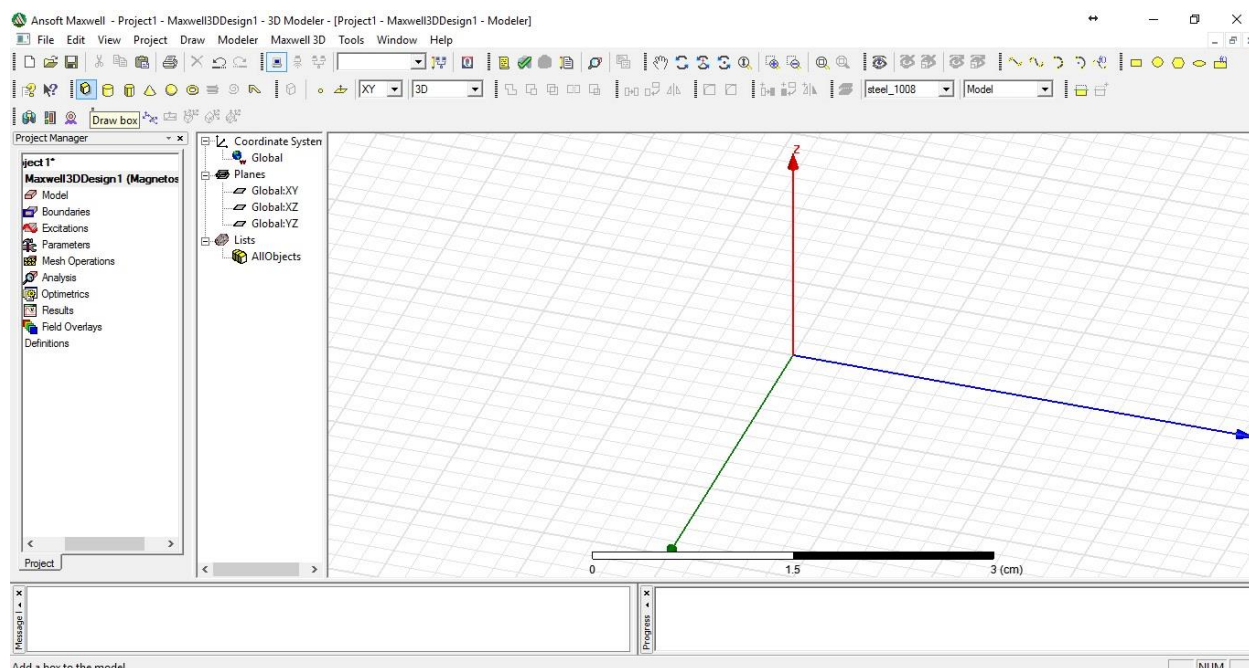 Ansoft Maxwell - Project1 - Maxwell3DDesign1 - 3D Modeler - [Project1 - Maxwell3DDesign1 - Modeler]
File Edit View Project Draw Modeler Maxwell 3D Tools Window Help
XY 3D steel_1008 Model
Draw box
Project Manager
ject1*
Maxwell3DDesign1 (Magnetos
Model
Boundaries
Excitations
Parameters
Mesh Operations
Analysis
Optimetrics
Results
Field Overlays
Definitions
Project
Coordinate System
Global
Planes
Global:XY
Global:XZ
Global:YZ
Lists
AllObjects
Z
0 1.5 3 (cm)
Progress
Add a box to the model
NUM